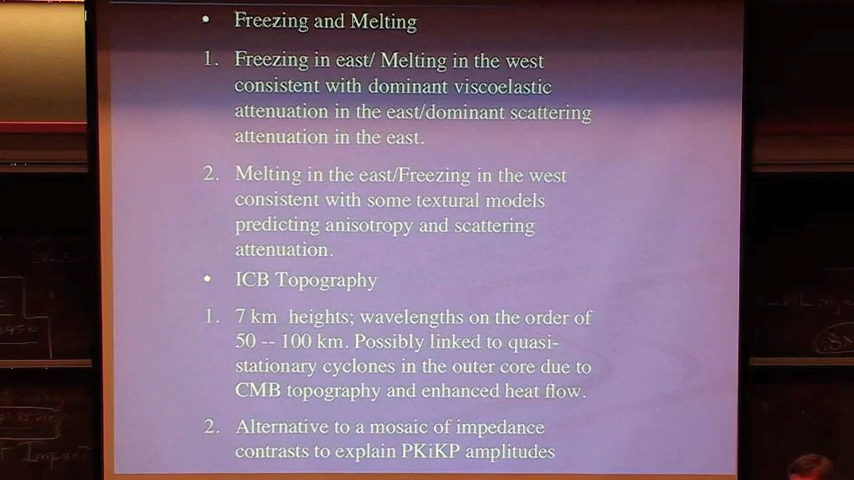 • Freezing and Melting
1. Freezing in east/ Melting in the west
consistent with dominant viscoelastic
attenuation in the east/dominant scattering
attenuation in the east.
2. Melting in the east/Freezing in the west
consistent with some textural models
predicting anisotropy and scattering
attenuation.
• ICB Topography
1. 7 km heights; wavelengths on the order of
50 -- 100 km. Possibly linked to quasi-
stationary cyclones in the outer core due to
CMB topography and enhanced heat flow.
2. Alternative to a mosaic of impedance
contrasts to explain PKiKP amplitudes